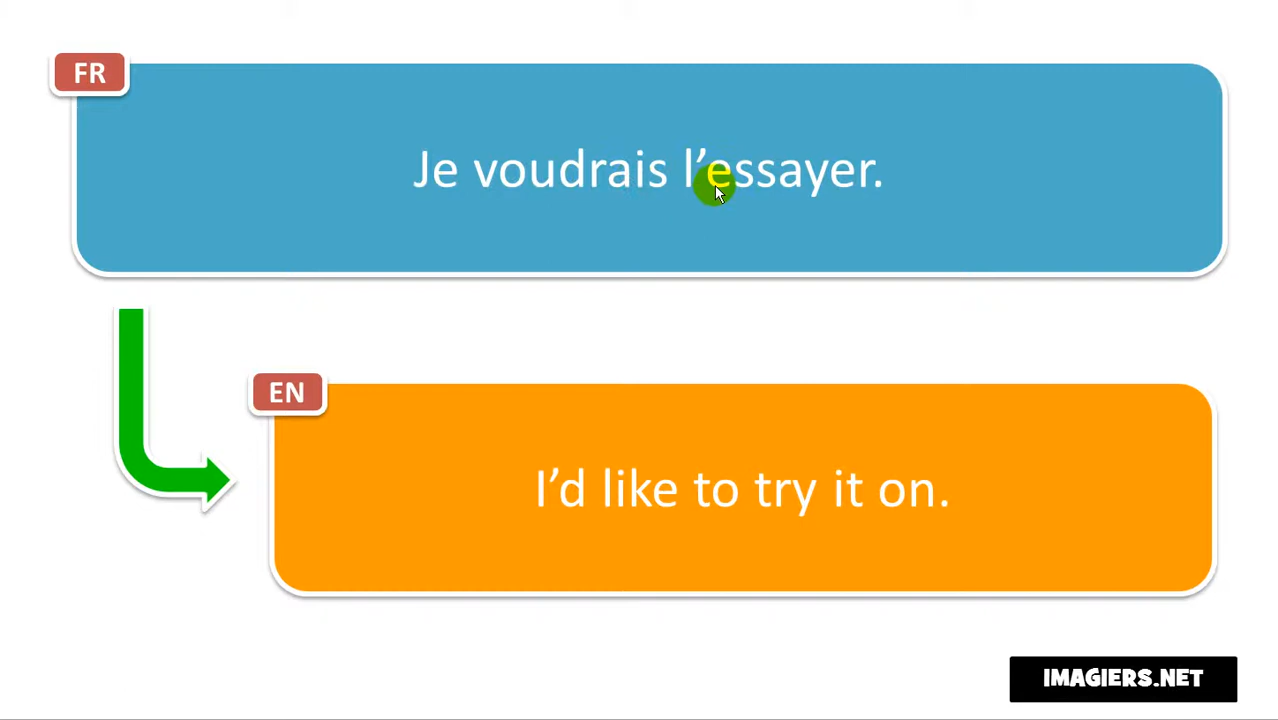 FR
Je voudrais l’essayer.
EN
I’d like to try it on.
IMAGIERS.NET